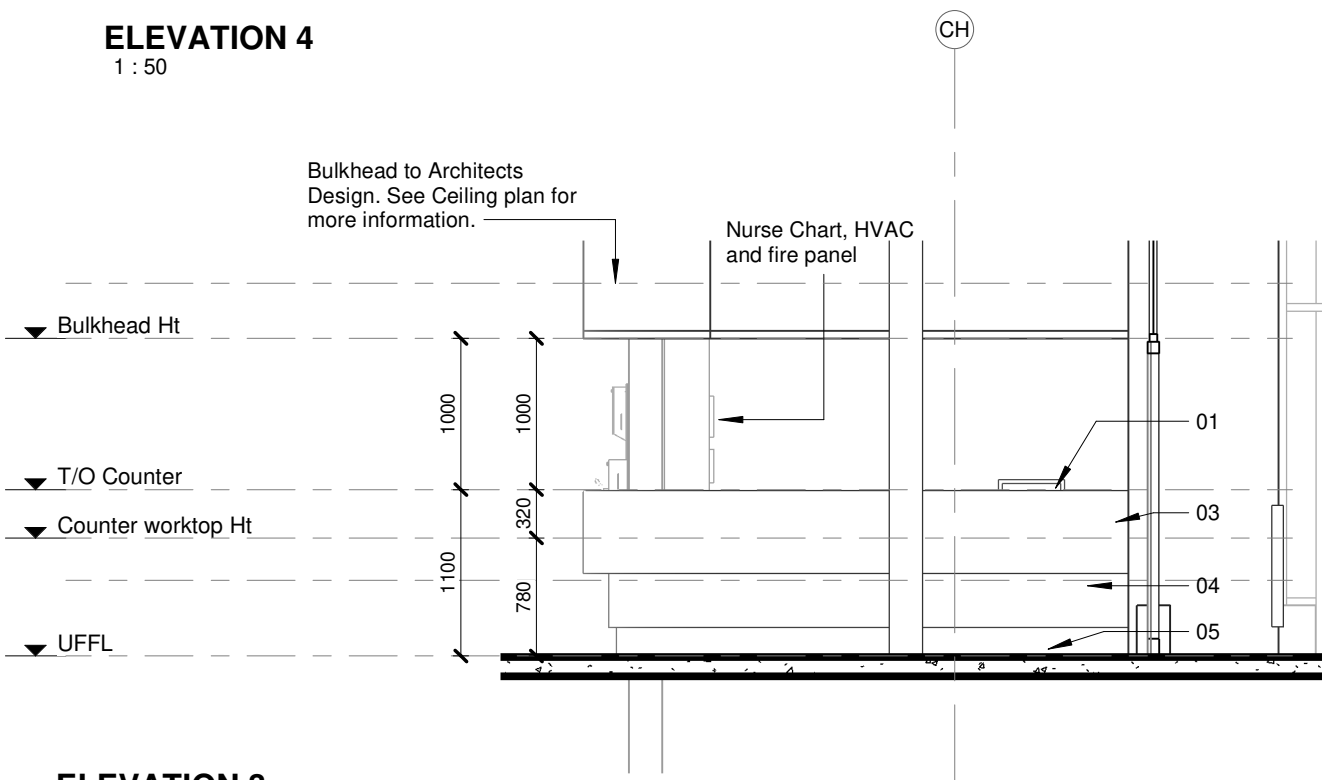 ELEVATION 4
1 : 50
CH
Bulkhead to Architects
Design. See Ceiling plan for
more information.
Nurse Chart, HVAC
and fire panel
Bulkhead Ht
1000
1000
01
T/O Counter
03
Counter worktop Ht
320
1100
780
04
05
UFFL